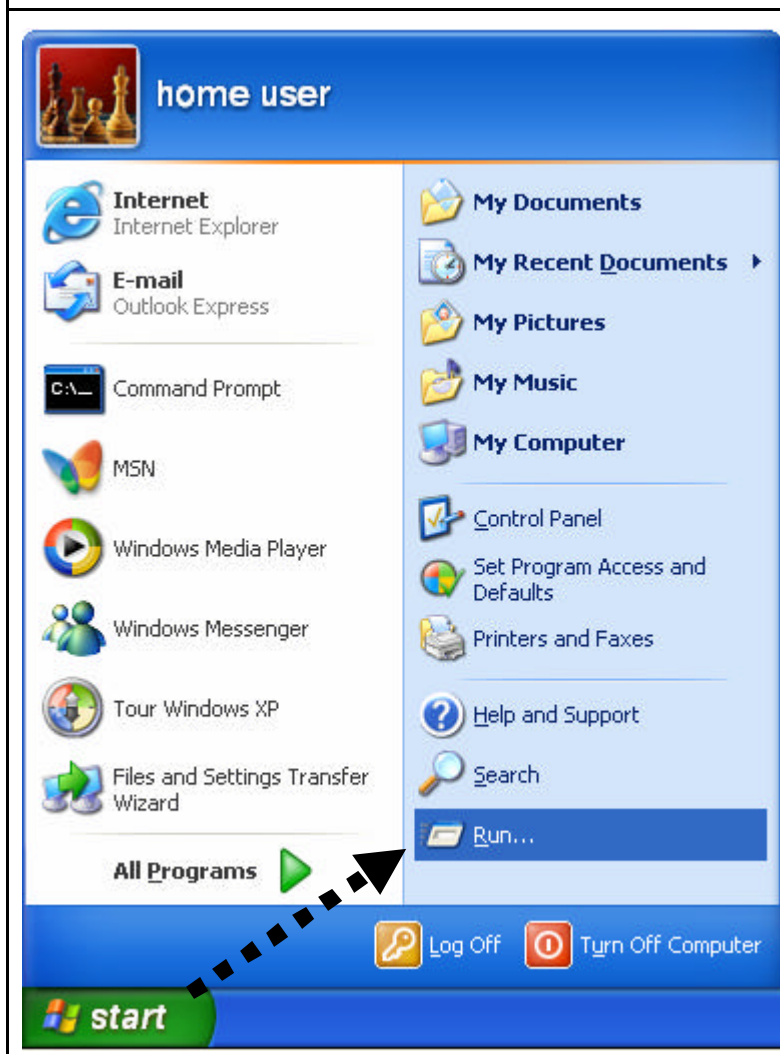 home user
Internet
Internet Explorer
E-mail
Outlook Express
Command Prompt
MSN
Windows Media Player
Windows Messenger
Tour Windows XP
Files and Settings Transfer
Wizard
All Programs
My Documents
My Recent Documents
My Pictures
My Music
My Computer
Control Panel
Set Program Access and
Defaults
Printers and Faxes
Help and Support
Search
Run...
Log Off
Turn Off Computer
start